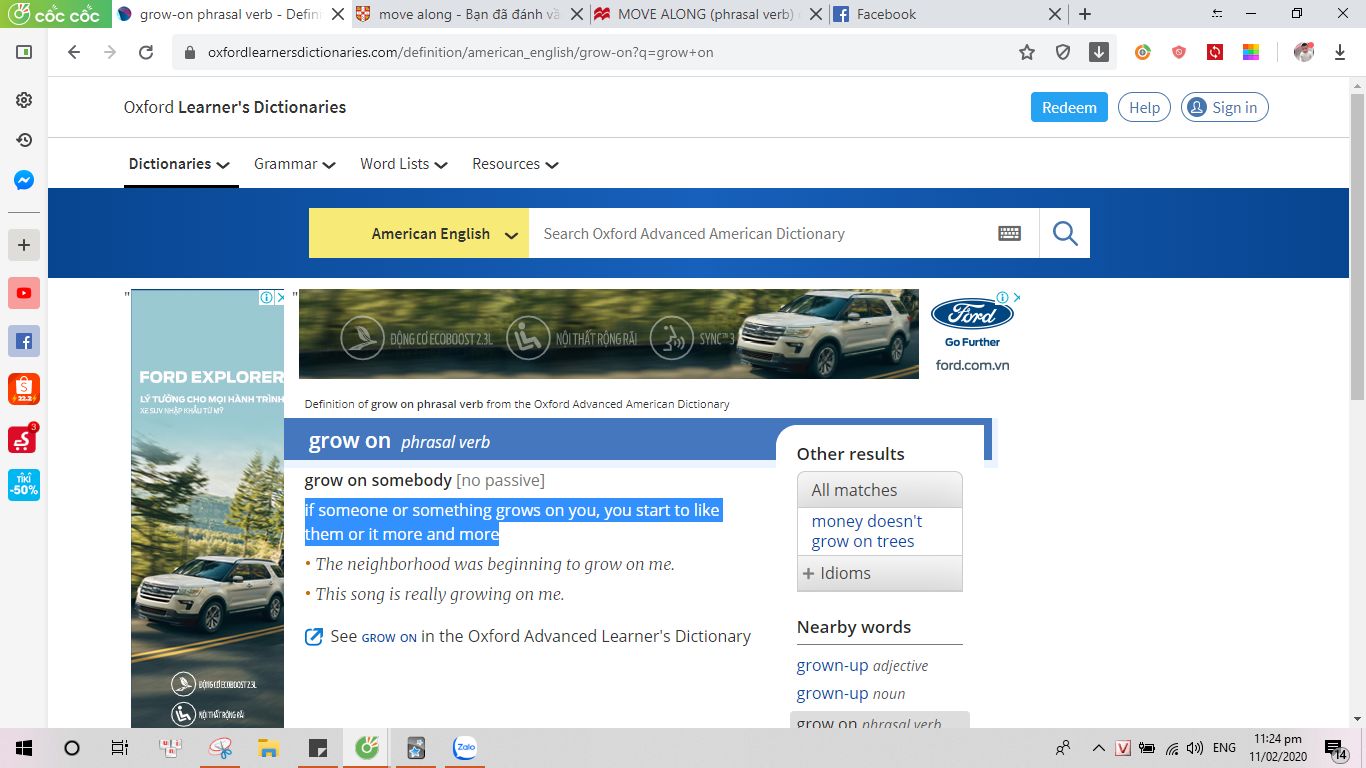 cốc cốc
grow-on phrasal verb - Defin
move along - Bạn đã đánh vầ
MOVE ALONG (phrasal verb)
Facebook
oxfordlearnersdictionaries.com/definition/american_english/grow-on?q=grow+on
Oxford Learner's Dictionaries
Redeem
Help
Sign in
Dictionaries
Grammar
Word Lists
Resources
American English
Search Oxford Advanced American Dictionary
"
"
ĐỘNG CƠ ECOBOOST 2.3L
NỘI THẤT RỘNG RÃI
SYNC™ 3
Ford
Go Further
ford.com.vn
FORD EXPLORER
LÝ TƯỞNG CHO MỌI HÀNH TRÌNH
XE SUV NHẬP KHẨU TỪ MỸ
ĐỘNG CƠ ECOBOOST 2.3L
NỘI THẤT RỘNG RÃI
Definition of grow on phrasal verb from the Oxford Advanced American Dictionary
grow on phrasal verb
grow on somebody [no passive]
if someone or something grows on you, you start to like
them or it more and more
• The neighborhood was beginning to grow on me.
• This song is really growing on me.
See GROW ON in the Oxford Advanced Learner's Dictionary
Other results
All matches
money doesn't
grow on trees
+ Idioms
Nearby words
grown-up adjective
grown-up noun
grow on phrasal verb
22.2
3
TIKI
-50%
Zalo
V
ENG
11:24 pm
11/02/2020
14